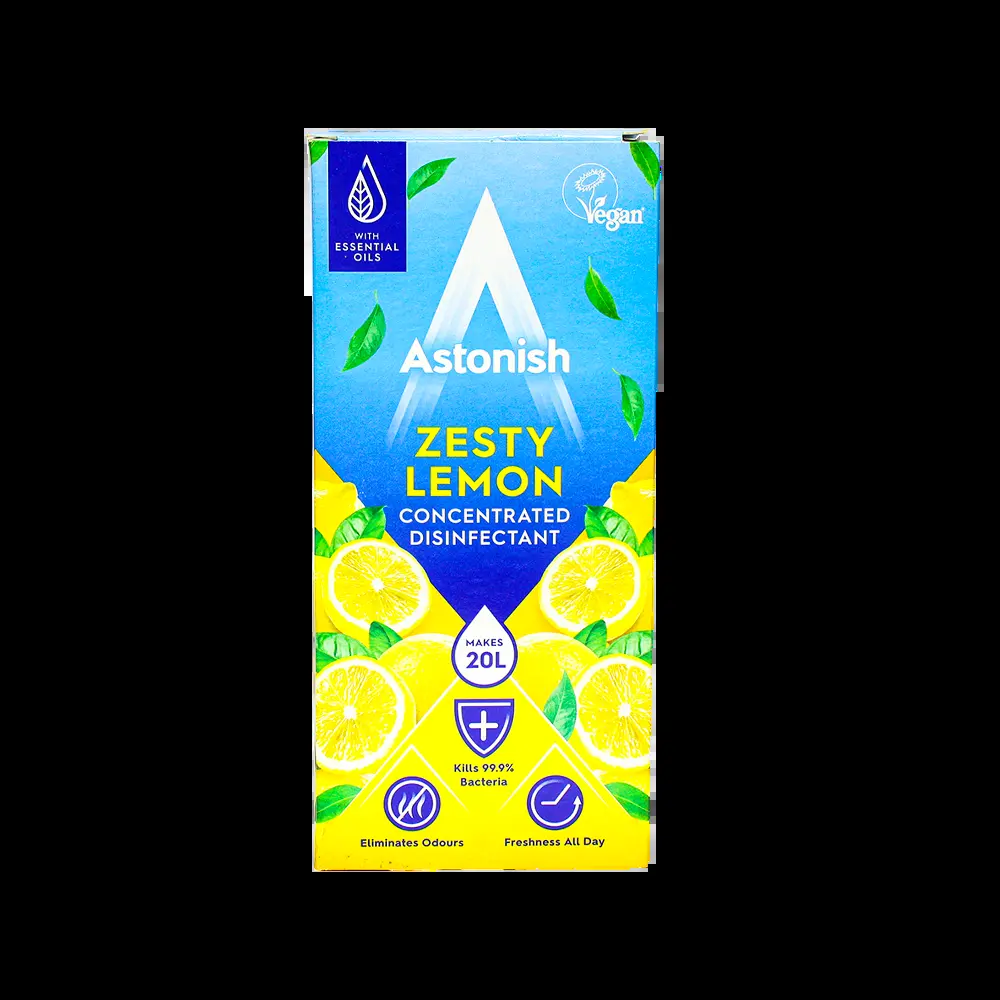 WITH
ESSENTIAL
OILS
Vegan
Astonish
ZESTY
LEMON
CONCENTRATED
DISINFECTANT
MAKES
20L
Kills 99.9%
Bacteria
Eliminates Odours
Freshness All Day